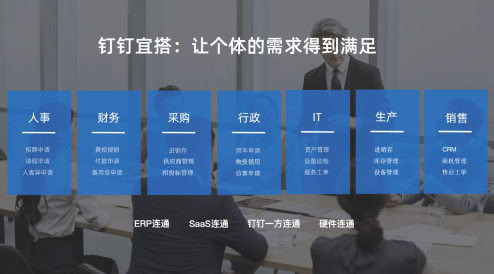 钉钉宜搭：让个体的需求得到满足
人事
招聘申请
请假申请
人离异申请
财务
费控报销
付款申请
备用金申请
采购
进销存
供应商管理
招投标管理
行政
用车申请
物资领用
访客申请
IT
资产管理
设备巡检
服务工单
生产
进销存
库存管理
设备管理
销售
CRM
商机管理
售后工单
ERP连通
SaaS连通
钉钉一方连通
硬件连通